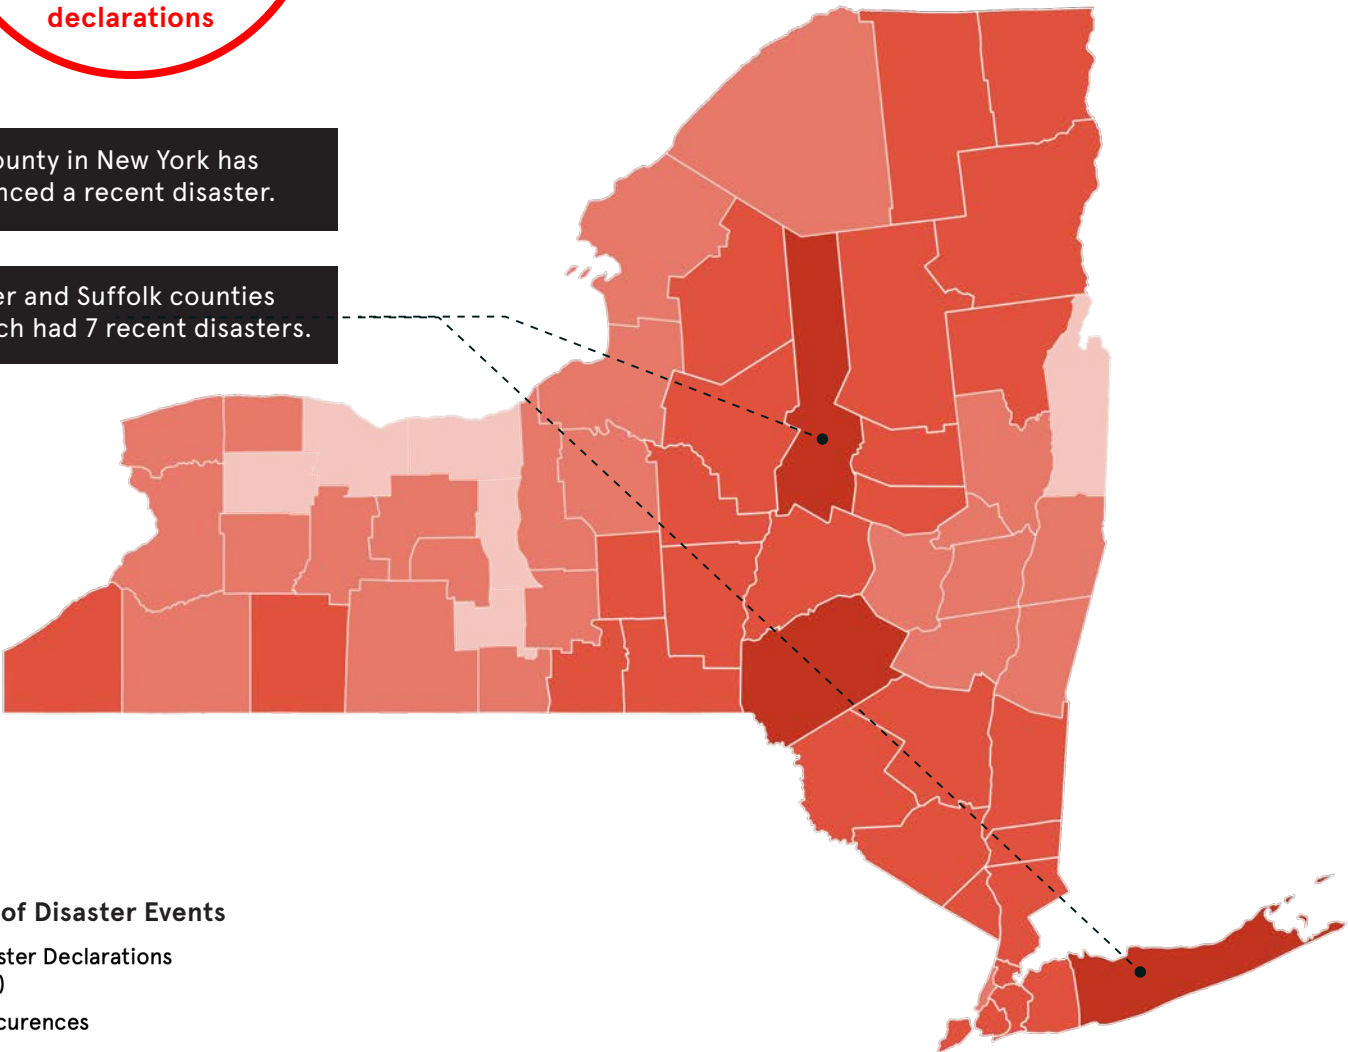 declarations
ounty in New York has
nced a recent disaster.
er and Suffolk counties
ch had 7 recent disasters.
of Disaster Events
ster Declarations
)
curences